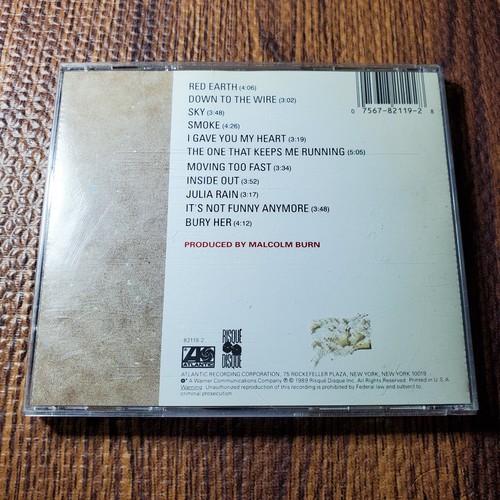 RED EARTH (4:06)
DOWN TO THE WIRE (3:02)
SKY (3:48)
SMOKE (4:26)
I GAVE YOU MY HEART (3:19)
THE ONE THAT KEEPS ME RUNNING (5:05)
MOVING TOO FAST (3:34)
INSIDE OUT (3:52)
JULIA RAIN (3:17)
IT'S NOT FUNNY ANYMORE (3:48)
BURY HER (4:12)
0 7567-82119-2 8
PRODUCED BY MALCOLM BURN
82119-2
ATLANTIC
RISQUE
DISQUE
ATLANTIC RECORDING CORPORATION, 75 ROCKEFELLER PLAZA, NEW YORK, NEW YORK 10019
A Warner Communications Company ℗ © 1989 Risqué Disque Inc. All Rights Reserved. Printed in U.S.A.
Warning: Unauthorized reproduction of this recording is prohibited by Federal law and subject to
criminal prosecution.